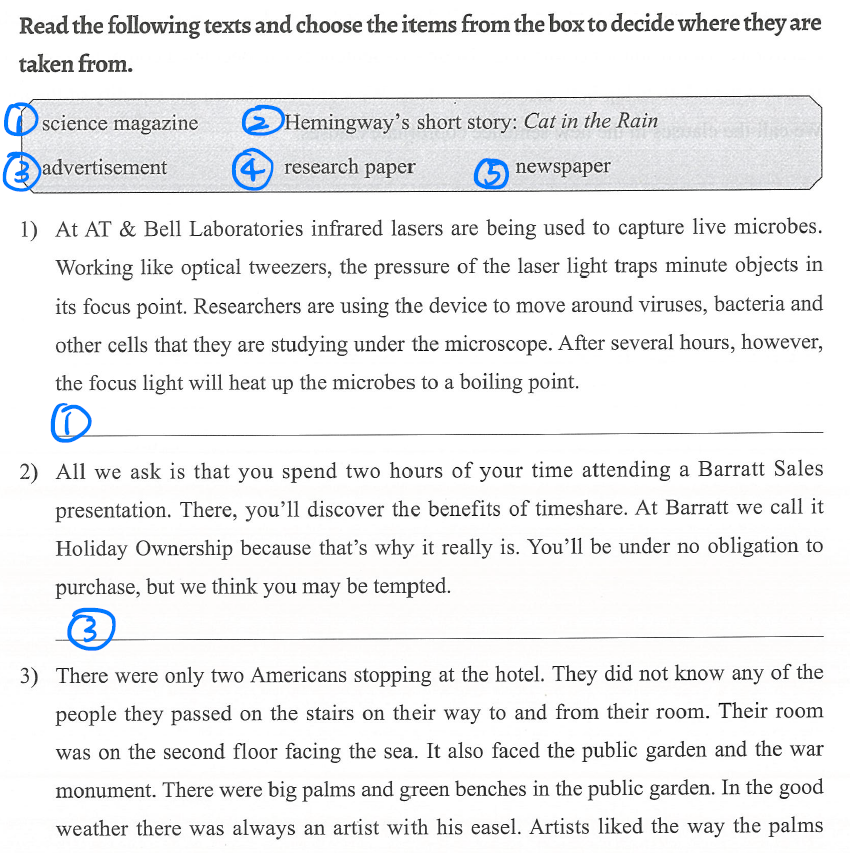 Read the following texts and choose the items from the box to decide where they are
taken from.
① science magazine ② Hemingway's short story: Cat in the Rain
③ advertisement ④ research paper ⑤ newspaper
1) At AT & Bell Laboratories infrared lasers are being used to capture live microbes.
Working like optical tweezers, the pressure of the laser light traps minute objects in
its focus point. Researchers are using the device to move around viruses, bacteria and
other cells that they are studying under the microscope. After several hours, however,
the focus light will heat up the microbes to a boiling point.
①
2) All we ask is that you spend two hours of your time attending a Barratt Sales
presentation. There, you'll discover the benefits of timeshare. At Barratt we call it
Holiday Ownership because that's why it really is. You'll be under no obligation to
purchase, but we think you may be tempted.
③
3) There were only two Americans stopping at the hotel. They did not know any of the
people they passed on the stairs on their way to and from their room. Their room
was on the second floor facing the sea. It also faced the public garden and the war
monument. There were big palms and green benches in the public garden. In the good
weather there was always an artist with his easel. Artists liked the way the palms